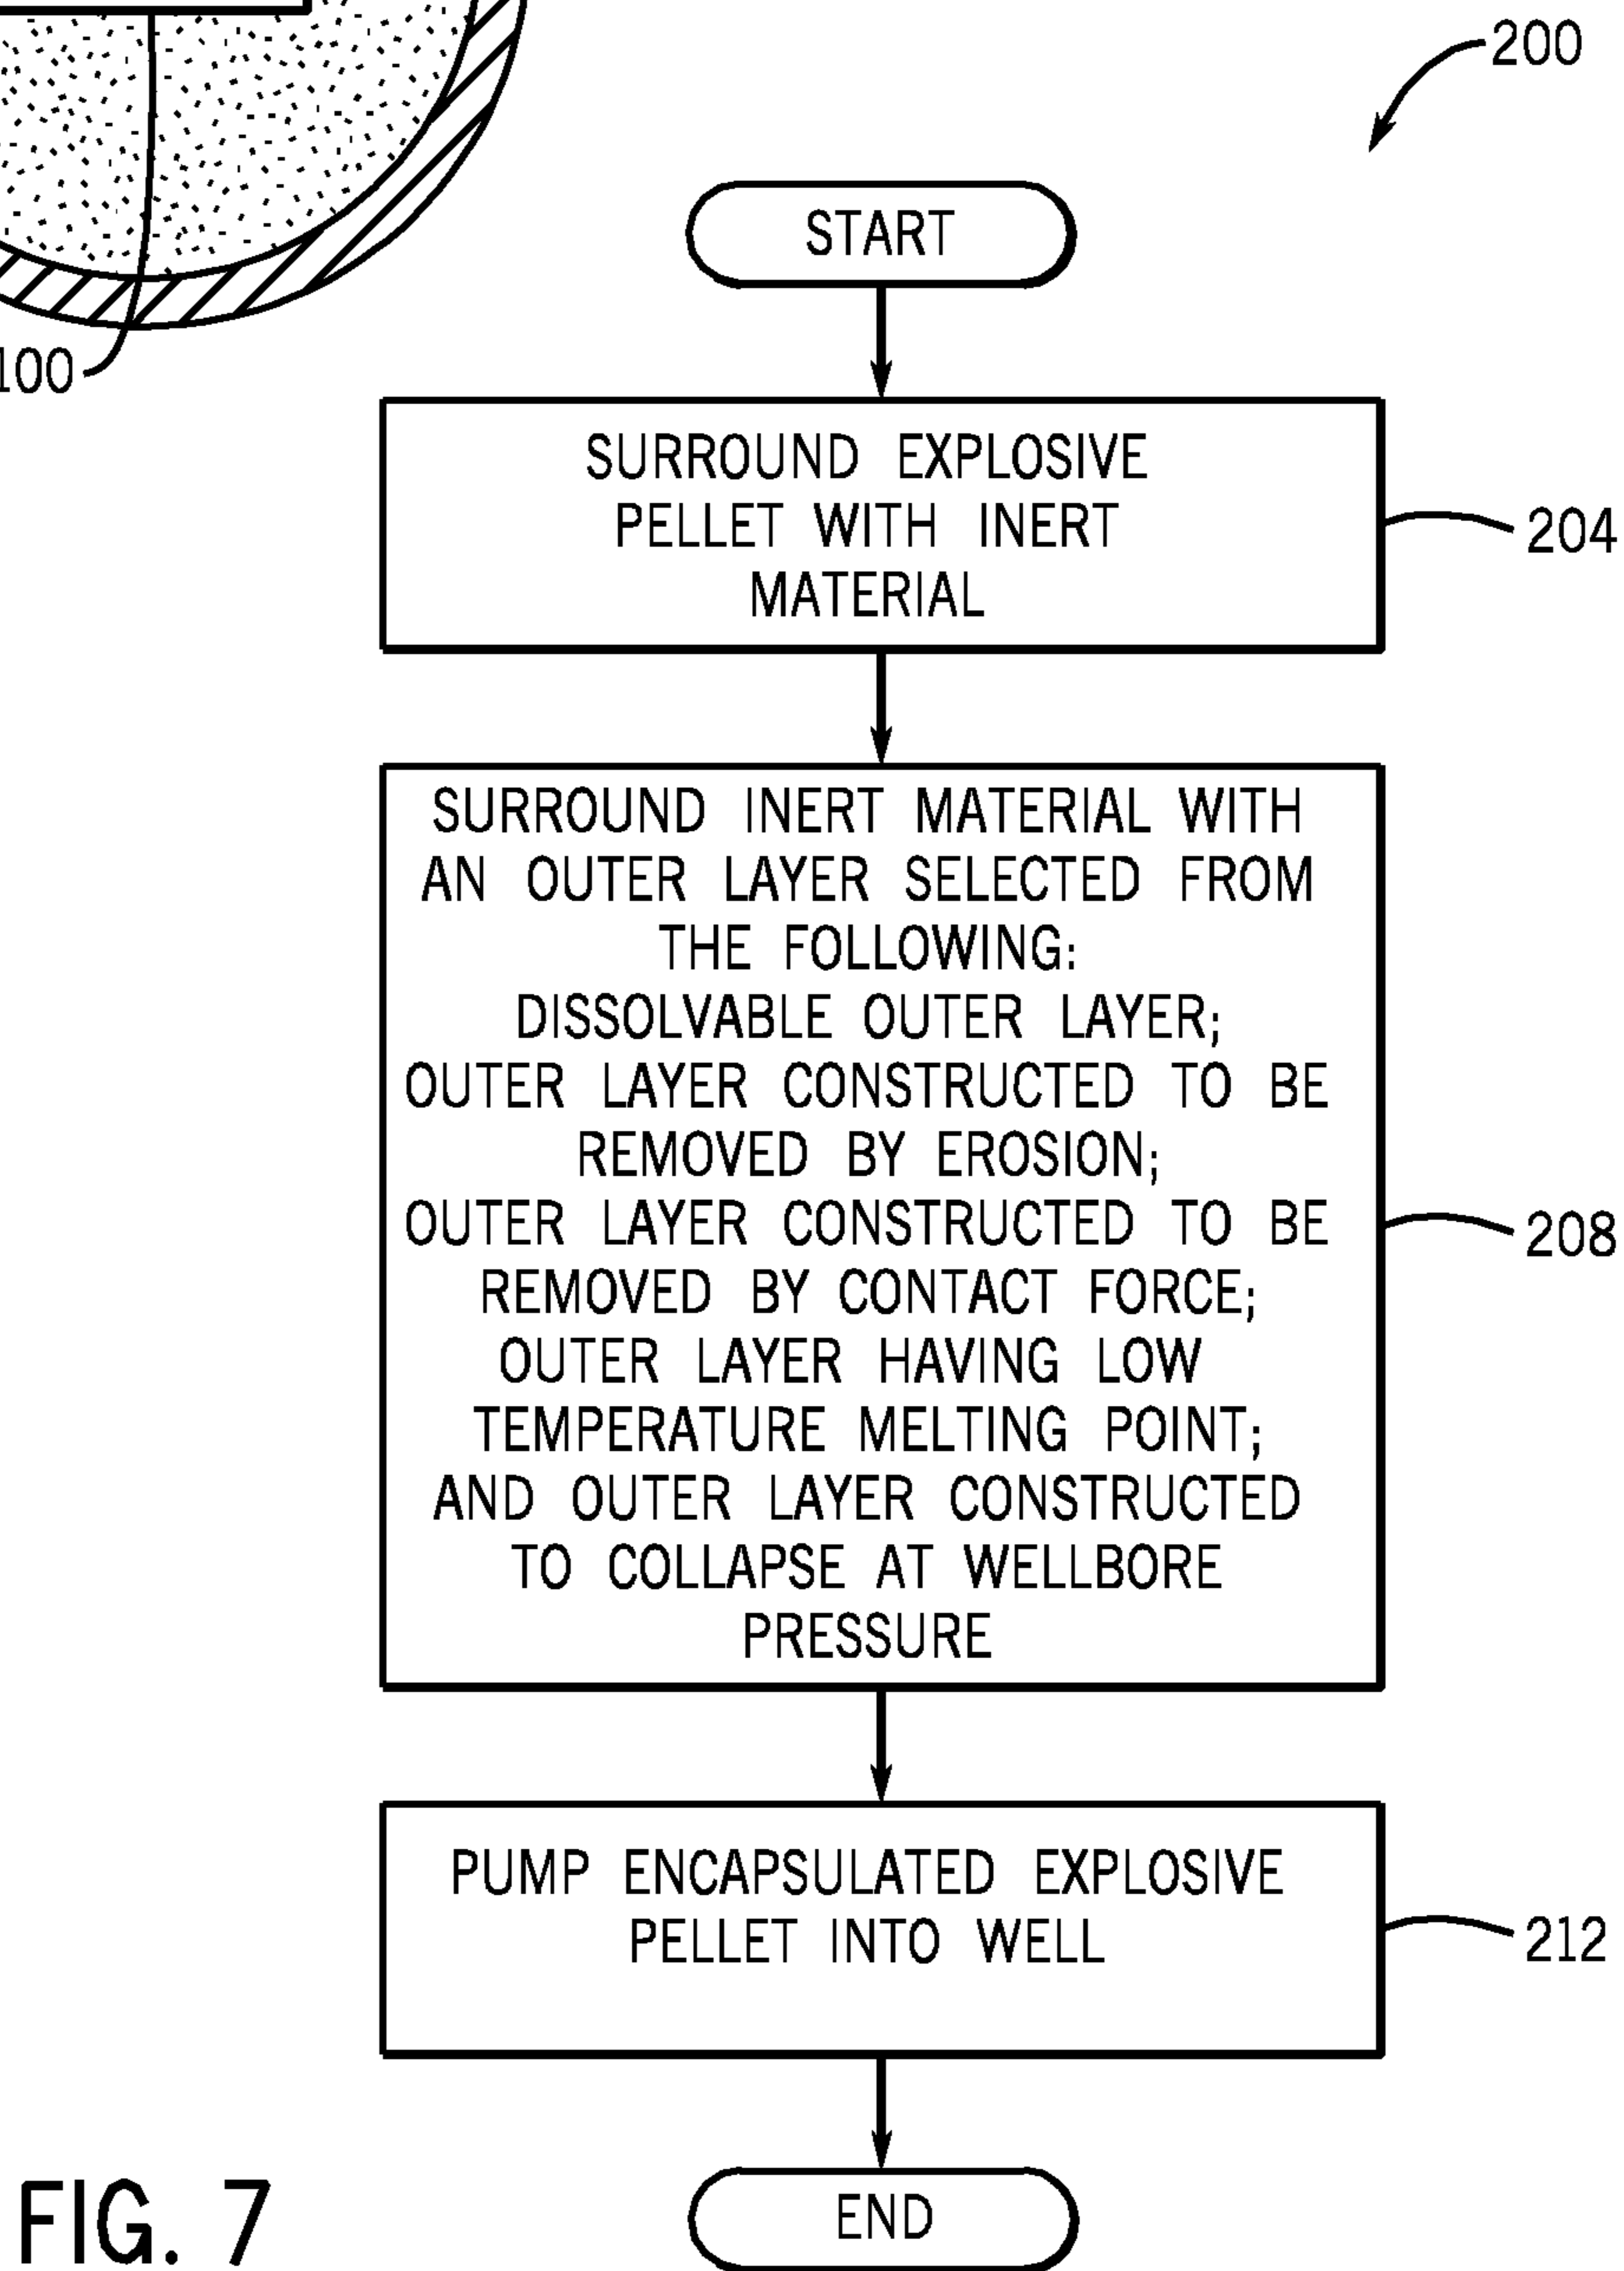 200
START
100
SURROUND EXPLOSIVE
PELLET WITH INERT
MATERIAL
204
SURROUND INERT MATERIAL WITH
AN OUTER LAYER SELECTED FROM
THE FOLLOWING:
DISSOLVABLE OUTER LAYER;
OUTER LAYER CONSTRUCTED TO BE
REMOVED BY EROSION;
OUTER LAYER CONSTRUCTED TO BE
REMOVED BY CONTACT FORCE;
OUTER LAYER HAVING LOW
TEMPERATURE MELTING POINT;
AND OUTER LAYER CONSTRUCTED
TO COLLAPSE AT WELLBORE
PRESSURE
208
PUMP ENCAPSULATED EXPLOSIVE
PELLET INTO WELL
212
END
FIG. 7